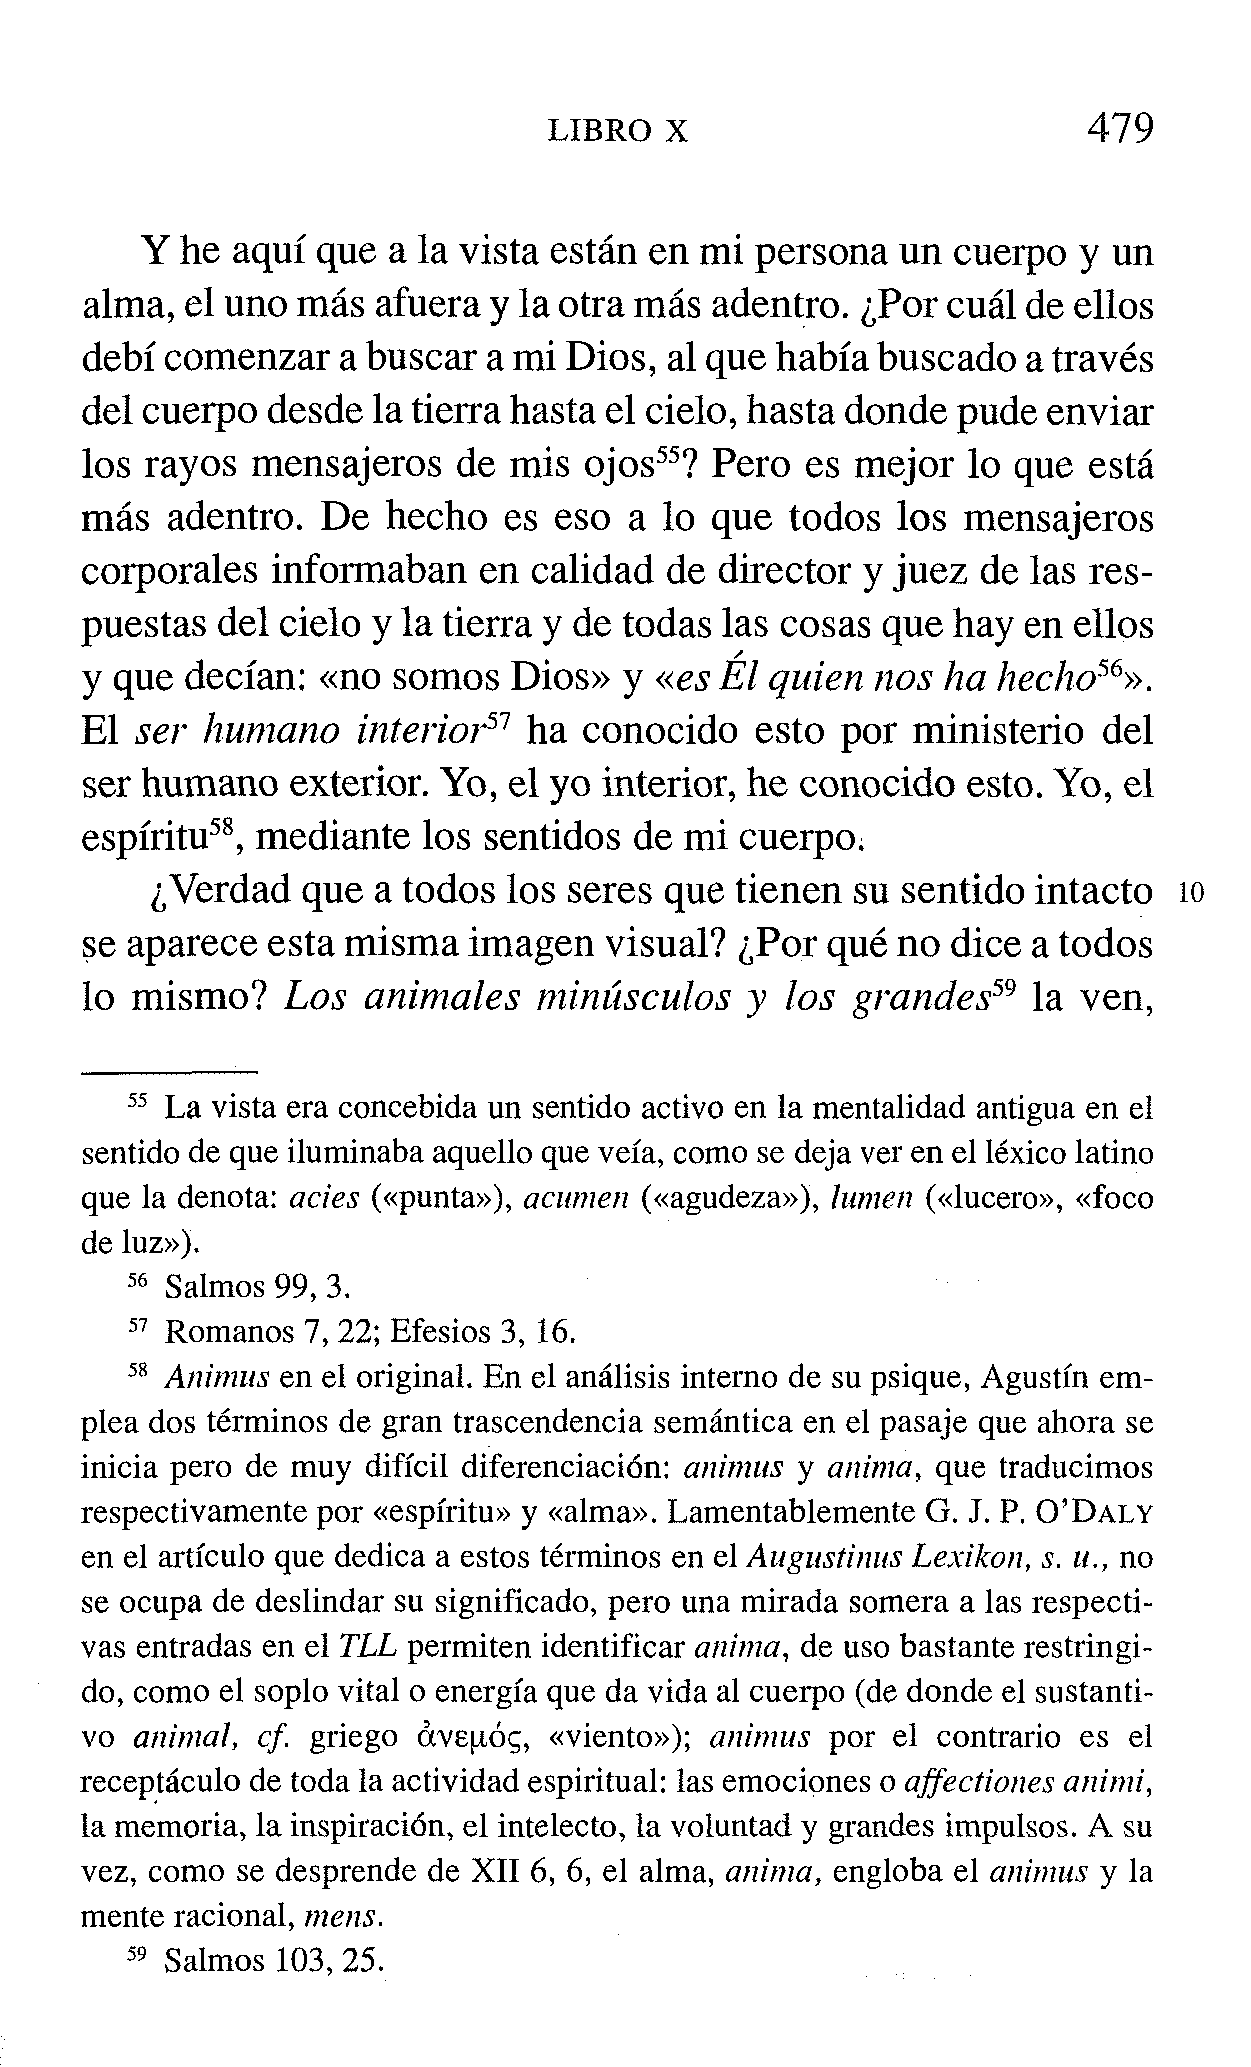 LIBRO X 479
Y he aquí que a la vista están en mi persona un cuerpo y un
alma, el uno más afuera y la otra más adentro. ¿Por cuál de ellos
debí comenzar a buscar a mi Dios, al que había buscado a través
del cuerpo desde la tierra hasta el cielo, hasta donde pude enviar
los rayos mensajeros de mis ojos⁵⁵? Pero es mejor lo que está
más adentro. De hecho es eso a lo que todos los mensajeros
corporales informaban en calidad de director y juez de las res-
puestas del cielo y la tierra y de todas las cosas que hay en ellos
y que decían: «no somos Dios» y «es Él quien nos ha hecho⁵⁶».
El ser humano interior⁵⁷ ha conocido esto por ministerio del
ser humano exterior. Yo, el yo interior, he conocido esto. Yo, el
espíritu⁵⁸, mediante los sentidos de mi cuerpo.
¿Verdad que a todos los seres que tienen su sentido intacto 10
se aparece esta misma imagen visual? ¿Por qué no dice a todos
lo mismo? Los animales minúsculos y los grandes⁵⁹ la ven,
⁵⁵ La vista era concebida un sentido activo en la mentalidad antigua en el
sentido de que iluminaba aquello que veía, como se deja ver en el léxico latino
que la denota: acies («punta»), acumen («agudeza»), lumen («lucero», «foco
de luz»).
⁵⁶ Salmos 99, 3.
⁵⁷ Romanos 7, 22; Efesios 3, 16.
⁵⁸ Animus en el original. En el análisis interno de su psique, Agustín em-
plea dos términos de gran trascendencia semántica en el pasaje que ahora se
inicia pero de muy difícil diferenciación: animus y anima, que traducimos
respectivamente por «espíritu» y «alma». Lamentablemente G. J. P. O’DALY
en el artículo que dedica a estos términos en el Augustinus Lexikon, s. u., no
se ocupa de deslindar su significado, pero una mirada somera a las respecti-
vas entradas en el TLL permiten identificar anima, de uso bastante restringi-
do, como el soplo vital o energía que da vida al cuerpo (de donde el sustanti-
vo animal, cf. griego ἀνεμός, «viento»); animus por el contrario es el
receptáculo de toda la actividad espiritual: las emociones o affectiones animi,
la memoria, la inspiración, el intelecto, la voluntad y grandes impulsos. A su
vez, como se desprende de XII 6, 6, el alma, anima, engloba el animus y la
mente racional, mens.
⁵⁹ Salmos 103, 25.